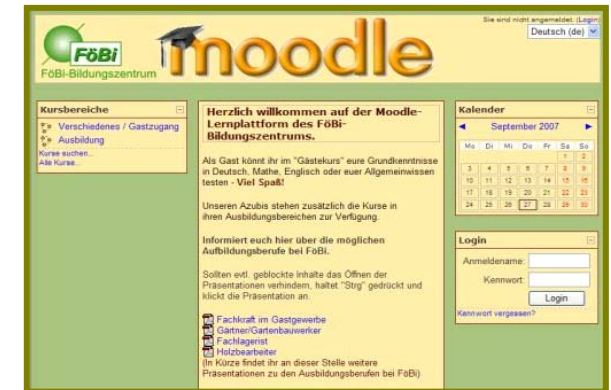 Sie sind nicht angemeldet. (Login)
Deutsch (de)
FöBi
FöBi-Bildungszentrum
moodle
Kursbereiche
Verschiedenes / Gastzugang
Ausbildung
Kurse suchen...
Alle Kurse...
Herzlich willkommen auf der Moodle-
Lernplattform des FöBi-
Bildungszentrums.
Als Gast könnt ihr im "Gästekurs" eure Grundkenntnisse
in Deutsch, Mathe, Englisch oder euer Allgemeinwissen
testen - Viel Spaß!
Unseren Azubis stehen zusätzlich die Kurse in
ihren Ausbildungsbereichen zur Verfügung.
Informiert euch hier über die möglichen
Aufbildungsberufe bei FöBi.
Sollten evtl. geblockte Inhalte das Öffnen der
Präsentationen verhindern, haltet "Strg" gedrückt und
klickt die Präsentation an.
Fachkraft im Gastgewerbe
Gärtner/Gartenbauwerker
Fachlagerist
Holzbearbeiter
(In Kürze findet ihr an dieser Stelle weitere
Präsentationen zu den Ausbildungsberufen bei FöBi)
Kalender
September 2007
Mo Di Mi Do Fr Sa So
1 2
3 4 5 6 7 8 9
10 11 12 13 14 15 16
17 18 19 20 21 22 23
24 25 26 27 28 29 30
Login
Anmeldename:
Kennwort:
Login
Kennwort vergessen?